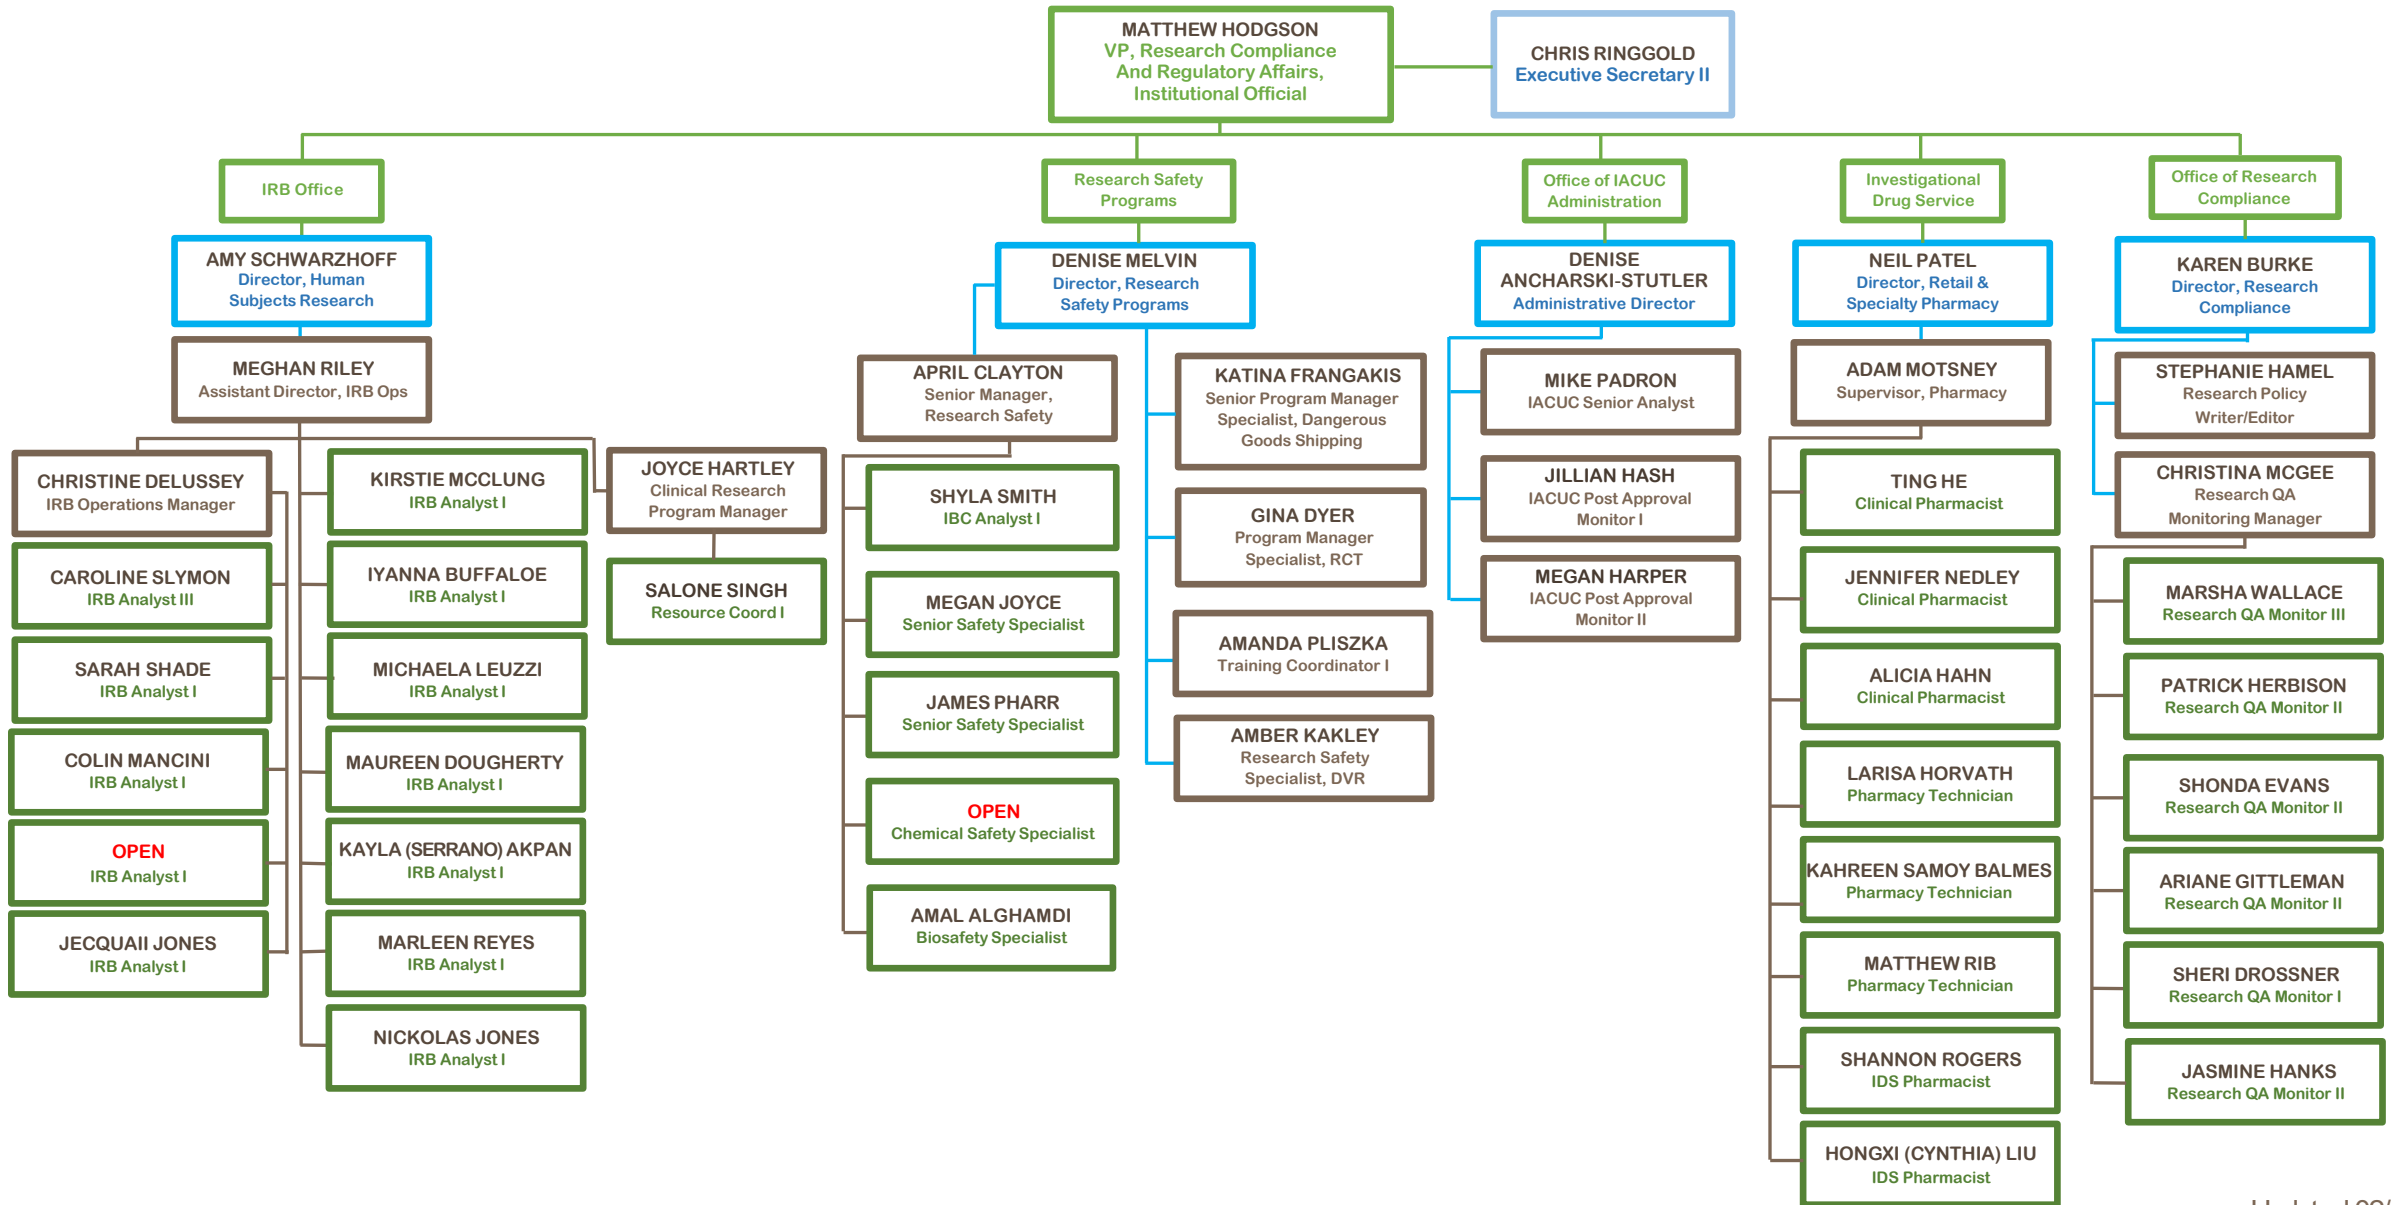 MATTHEW HODGSON
VP, Research Compliance
And Regulatory Affairs,
Institutional Official
CHRIS RINGGOLD
Executive Secretary II
IRB Office
AMY SCHWARZHOFF
Director, Human
Subjects Research
MEGHAN RILEY
Assistant Director, IRB Ops
CHRISTINE DELUSSEY
IRB Operations Manager
CAROLINE SLYMON
IRB Analyst III
SARAH SHADE
IRB Analyst I
COLIN MANCINI
IRB Analyst I
OPEN
IRB Analyst I
JECQUAII JONES
IRB Analyst I
KIRSTIE MCCLUNG
IRB Analyst I
IYANNA BUFFALOE
IRB Analyst I
MICHAELA LEUZZI
IRB Analyst I
MAUREEN DOUGHERTY
IRB Analyst I
KAYLA (SERRANO) AKPAN
IRB Analyst I
MARLEEN REYES
IRB Analyst I
NICKOLAS JONES
IRB Analyst I
JOYCE HARTLEY
Clinical Research
Program Manager
SALONE SINGH
Resource Coord I
Research Safety
Programs
DENISE MELVIN
Director, Research
Safety Programs
APRIL CLAYTON
Senior Manager,
Research Safety
SHYLA SMITH
IBC Analyst I
MEGAN JOYCE
Senior Safety Specialist
JAMES PHARR
Senior Safety Specialist
OPEN
Chemical Safety Specialist
AMAL ALGHAMDI
Biosafety Specialist
KATINA FRANGAKIS
Senior Program Manager
Specialist, Dangerous
Goods Shipping
GINA DYER
Program Manager
Specialist, RCT
AMANDA PLISZKA
Training Coordinator I
AMBER KAKLEY
Research Safety
Specialist, DVR
Office of IACUC
Administration
DENISE
ANCHARSKI-STUTLER
Administrative Director
MIKE PADRON
IACUC Senior Analyst
JILLIAN HASH
IACUC Post Approval
Monitor I
MEGAN HARPER
IACUC Post Approval
Monitor II
Investigational
Drug Service
NEIL PATEL
Director, Retail &
Specialty Pharmacy
ADAM MOTSNEY
Supervisor, Pharmacy
TING HE
Clinical Pharmacist
JENNIFER NEDLEY
Clinical Pharmacist
ALICIA HAHN
Clinical Pharmacist
LARISA HORVATH
Pharmacy Technician
KAHREEN SAMOY BALMES
Pharmacy Technician
MATTHEW RIB
Pharmacy Technician
SHANNON ROGERS
IDS Pharmacist
HONGXI (CYNTHIA) LIU
IDS Pharmacist
Office of Research
Compliance
KAREN BURKE
Director, Research
Compliance
STEPHANIE HAMEL
Research Policy
Writer/Editor
CHRISTINA MCGEE
Research QA
Monitoring Manager
MARSHA WALLACE
Research QA Monitor III
PATRICK HERBISON
Research QA Monitor II
SHONDA EVANS
Research QA Monitor II
ARIANE GITTLEMAN
Research QA Monitor II
SHERI DROSSNER
Research QA Monitor I
JASMINE HANKS
Research QA Monitor II